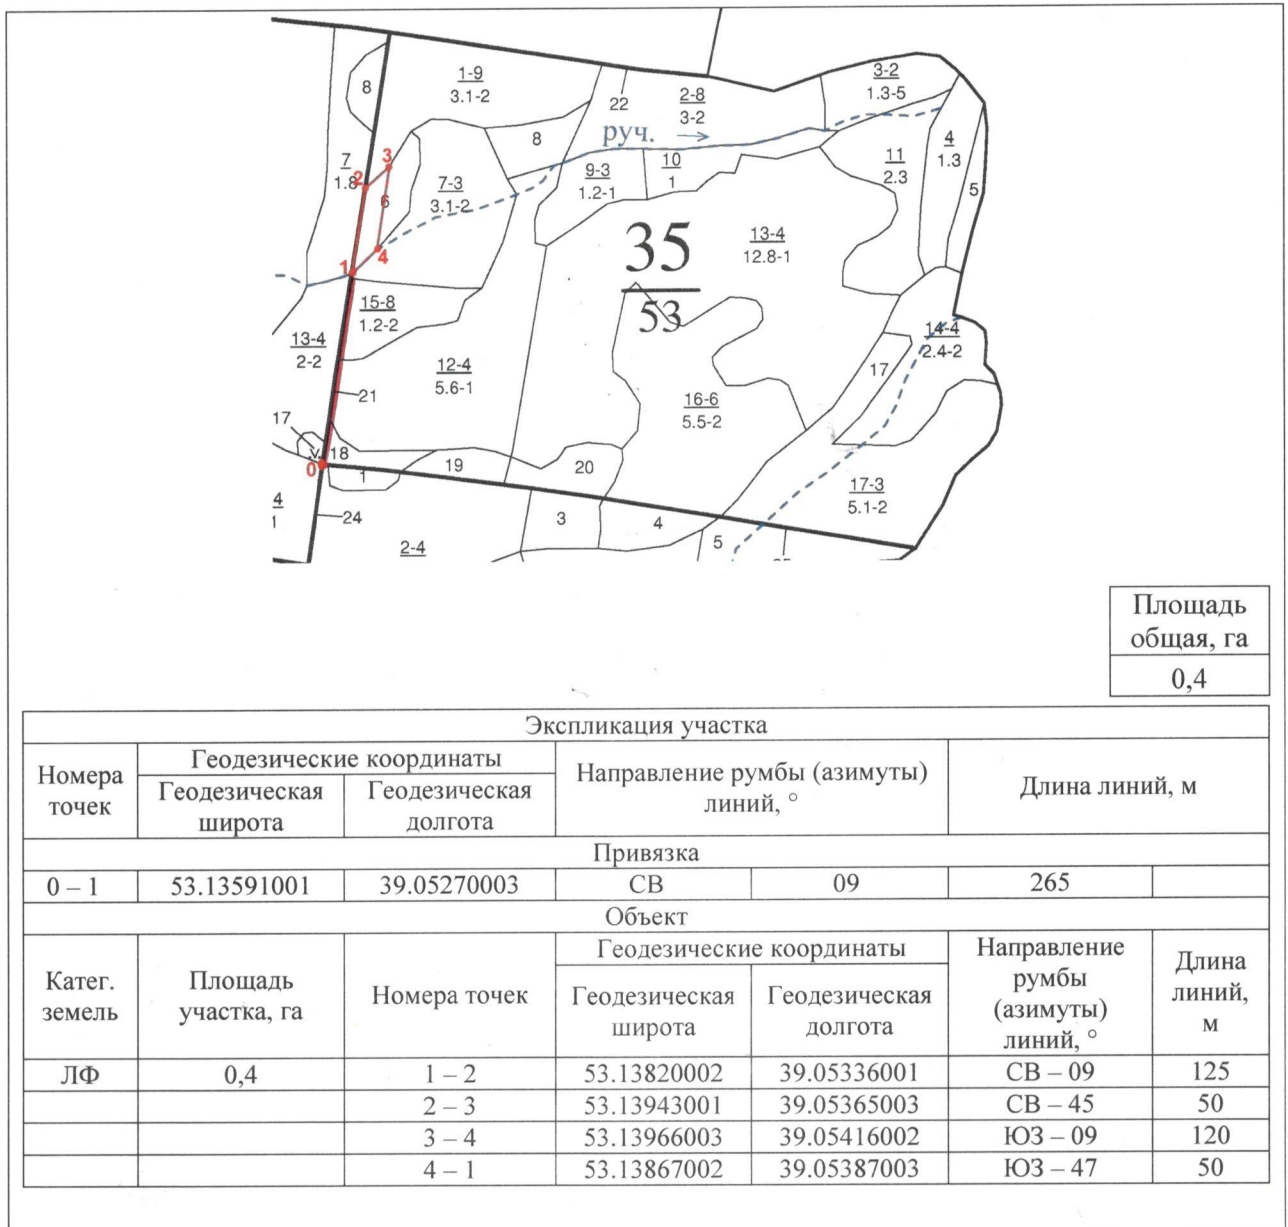 8
1-9
3.1-2
22
2-8
3-2
3-2
1.3-5
руч.
8
4
1.3
5
7
1.8
2
3
6
7-3
3.1-2
9-3
1.2-1
10
1
11
2.3
4
1
35
53
13-4
12.8-1
15-8
1.2-2
13-4
2-2
12-4
5.6-1
14-4
2.4-2
17
21
16-6
5.5-2
17
18
0
1
19
20
17-3
5.1-2
4
1
24
2-4
3
4
5
Площадь
общая, га
0,4
Экспликация участка
Номера
точек
Геодезические координаты
Геодезическая
широта
Геодезическая
долгота
Направление румбы (азимуты)
линий, °
Длина линий, м
Привязка
0 – 1 53.13591001 39.05270003 СВ 09 265
Объект
Катег.
земель
Площадь
участка, га
Номера точек
Геодезические координаты
Геодезическая
широта
Геодезическая
долгота
Направление
румбы
(азимуты)
линий, °
Длина
линий,
м
ЛФ 0,4 1 – 2 53.13820002 39.05336001 СВ – 09 125
2 – 3 53.13943001 39.05365003 СВ – 45 50
3 – 4 53.13966003 39.05416002 ЮЗ – 09 120
4 – 1 53.13867002 39.05387003 ЮЗ – 47 50